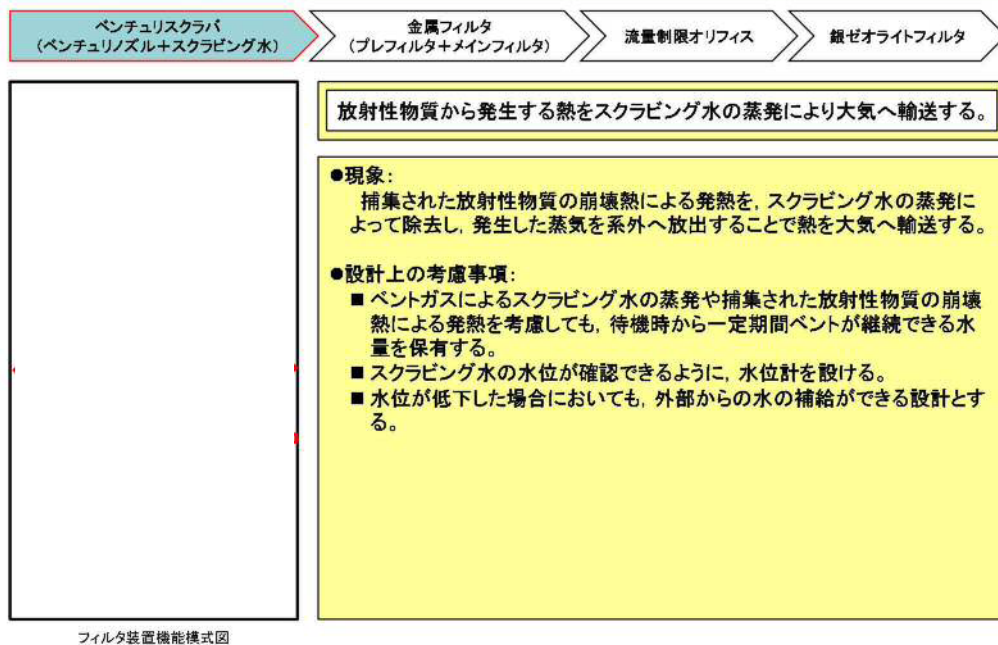 ベンチュリスクラバ
(ベンチュリノズル+スクラビング水)
金属フィルタ
(プレフィルタ+メインフィルタ)
流量制限オリフィス
銀ゼオライトフィルタ
放射性物質から発生する熱をスクラビング水の蒸発により大気へ輸送する。
●現象:
捕集された放射性物質の崩壊熱による発熱を,スクラビング水の蒸発に
よって除去し,発生した蒸気を系外へ放出することで熱を大気へ輸送する。
●設計上の考慮事項:
■ ベントガスによるスクラビング水の蒸発や捕集された放射性物質の崩壊
熱による発熱を考慮しても,待機時から一定期間ベントが継続できる水
量を保有する。
■ スクラビング水の水位が確認できるように,水位計を設ける。
■ 水位が低下した場合においても,外部からの水の補給ができる設計とす
る。
フィルタ装置機能模式図